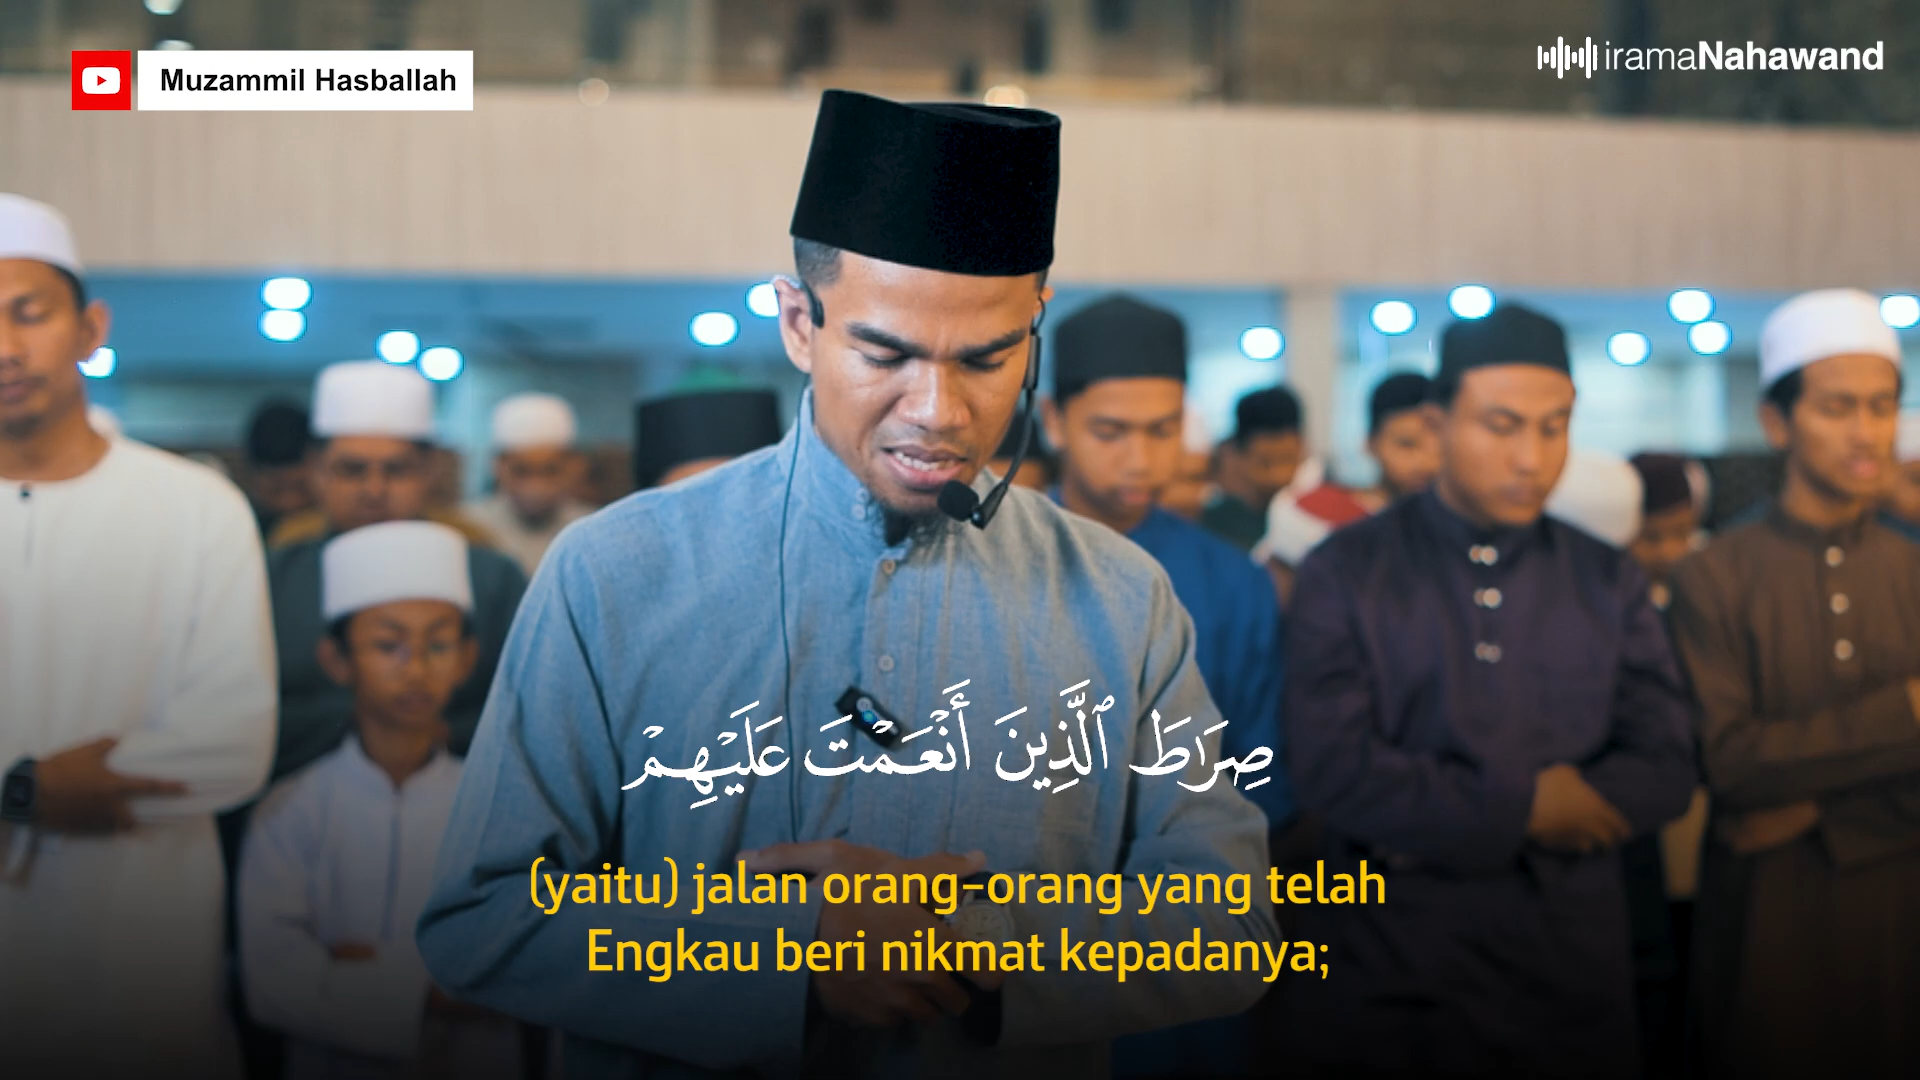 Muzammil Hasballah
iramaNahawand
صِرَٰطَ ٱلَّذِينَ أَنْعَمْتَ عَلَيْهِمْ
(yaitu) jalan orang-orang yang telah
Engkau beri nikmat kepadanya;